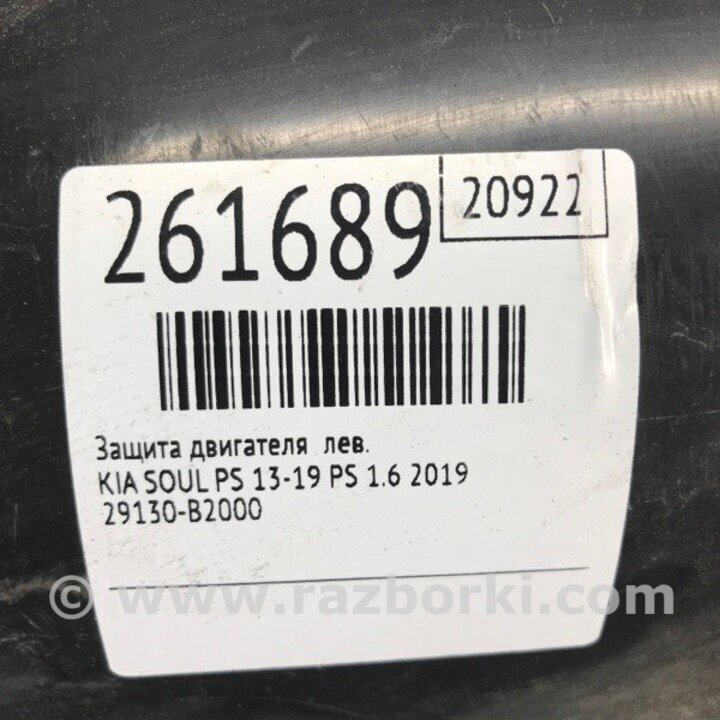 261689
20922
Защита двигателя лев.
KIA SOUL PS 13-19 PS 1.6 2019
29130-B2000
© www.razborki.com